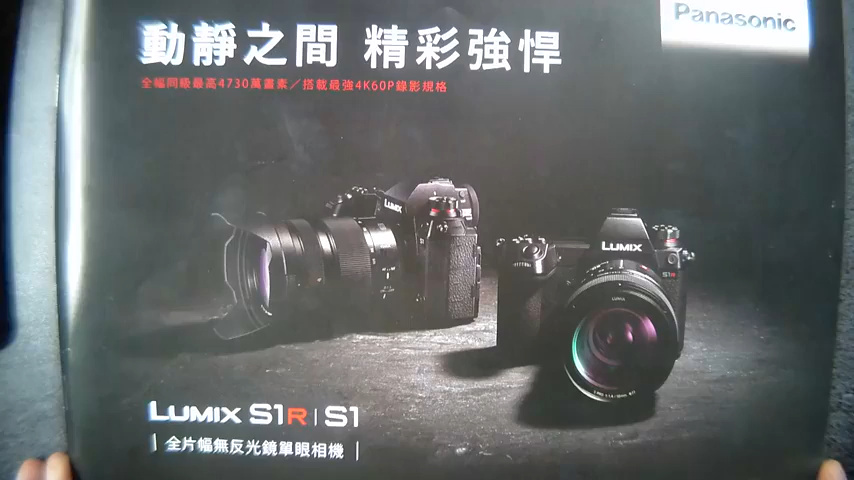 Panasonic
動靜之間 精彩強悍
全幅同級最高4730萬畫素／搭載最強4K60P錄影規格
LUMIX
LUMIX
S1R
LUMIX
LUMIX S1R | S1
| 全片幅無反光鏡單眼相機 |